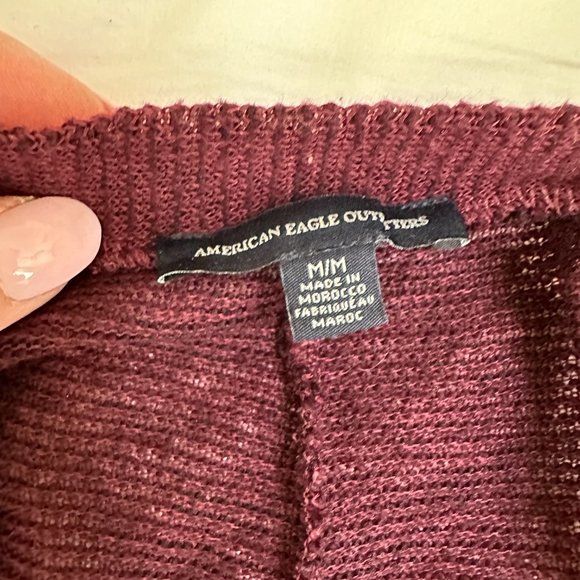 AMERICAN EAGLE OUTFITTERS
M/M
MADE IN
MOROCCO
FABRIQUÉ AU
MAROC